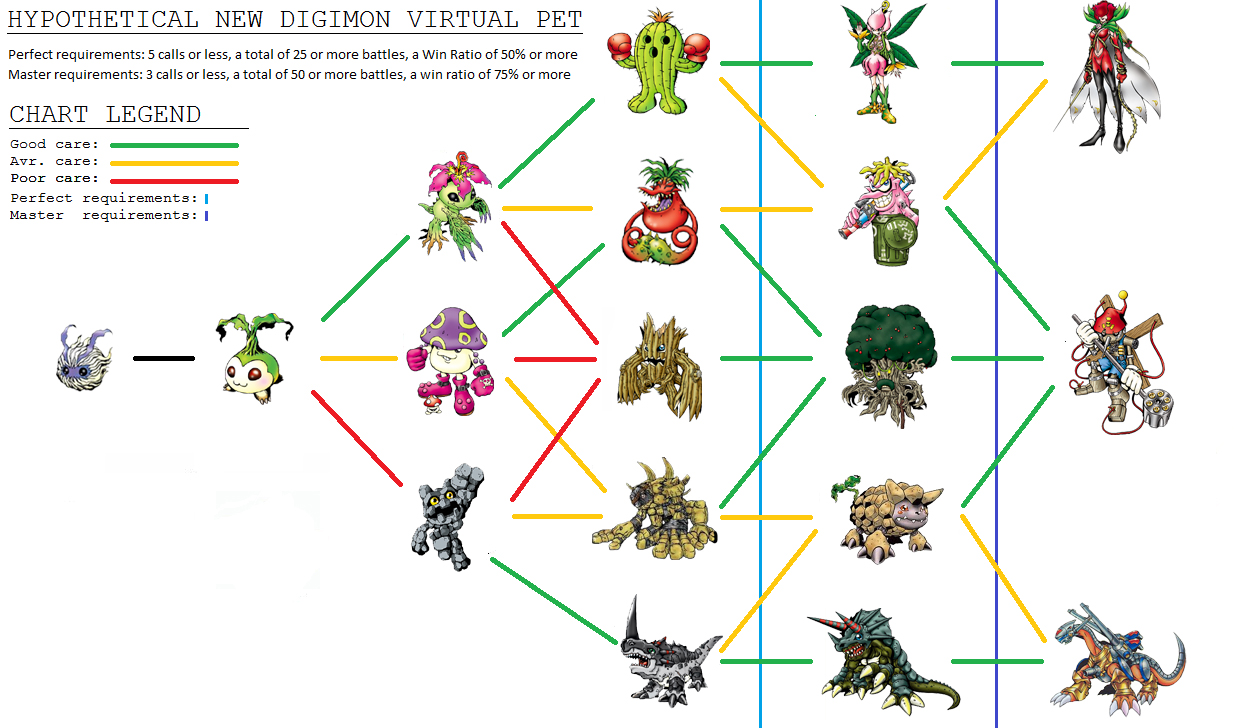 HYPOTHETICAL NEW DIGIMON VIRTUAL PET
Perfect requirements: 5 calls or less, a total of 25 or more battles, a Win Ratio of 50% or more
Master requirements: 3 calls or less, a total of 50 or more battles, a win ratio of 75% or more
CHART LEGEND
Good care:
Avr. care:
Poor care:
Perfect requirements:
Master requirements: